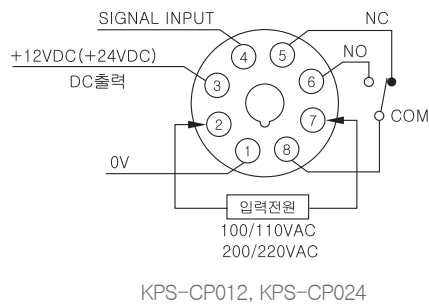 SIGNAL INPUT
NC
+12VDC(+24VDC)
DC출력
NO
4
5
3
6
2
7
1
8
COM
0V
입력전원
100/110VAC
200/220VAC
KPS-CP012, KPS-CP024